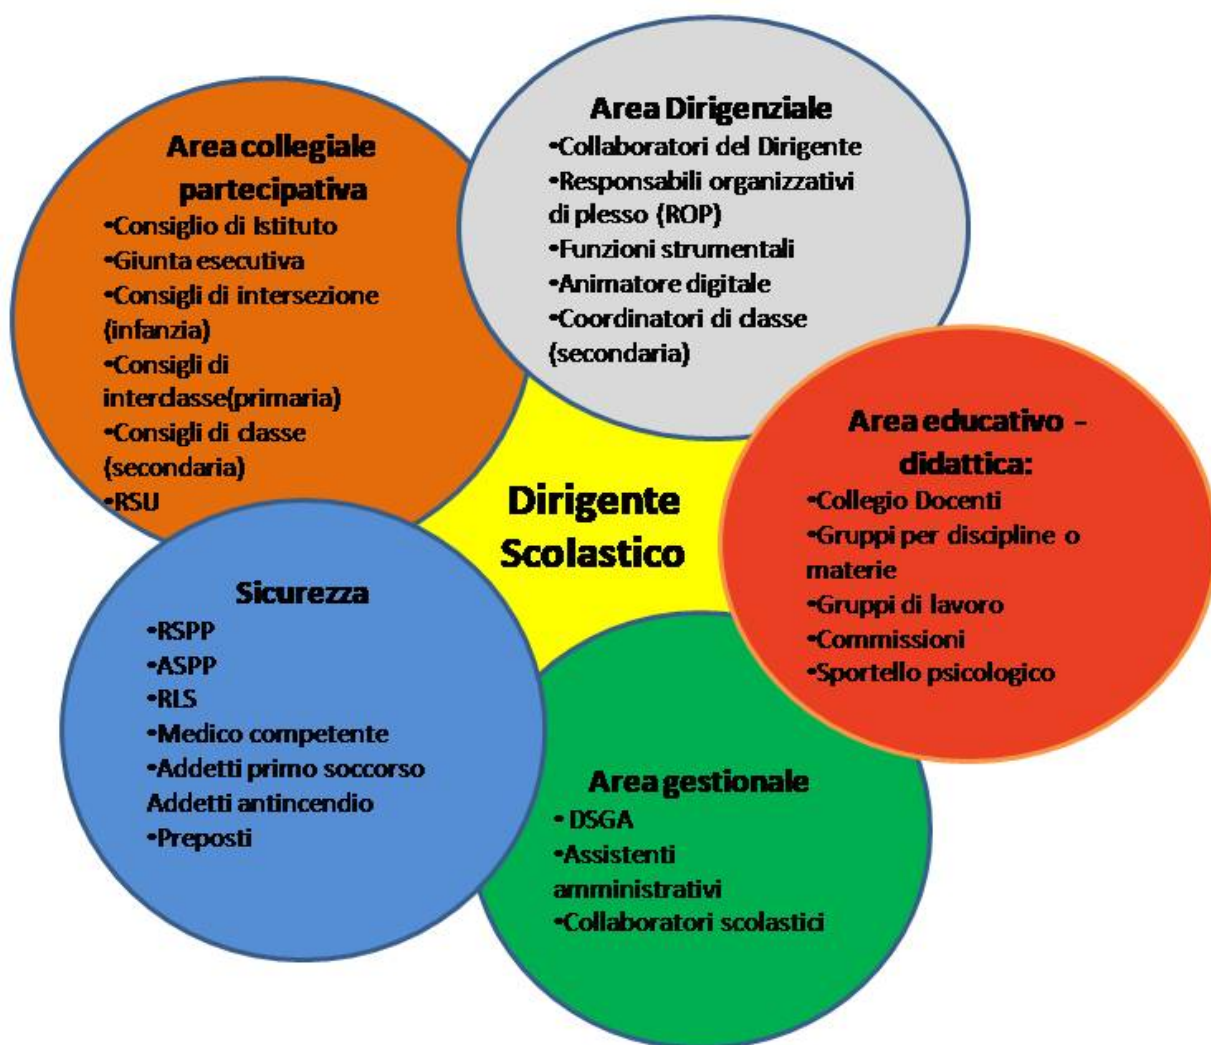 Area collegiale
partecipativa
•Consiglio di Istituto
•Giunta esecutiva
•Consigli di intersezione
(infanzia)
•Consigli di
interclasse(primaria)
•Consigli di classe
(secondaria)
•RSU
Area Dirigenziale
•Collaboratori del Dirigente
•Responsabili organizzativi
di plesso (ROP)
•Funzioni strumentali
•Animatore digitale
•Coordinatori di classe
(secondaria)
Area educativo -
didattica:
•Collegio Docenti
•Gruppi per discipline o
materie
•Gruppi di lavoro
•Commissioni
•Sportello psicologico
Dirigente
Scolastico
Sicurezza
•RSPP
•ASPP
•RLS
•Medico competente
•Addetti primo soccorso
Addetti antincendio
•Preposti
Area gestionale
• DSGA
•Assistenti
amministrativi
•Collaboratori scolastici